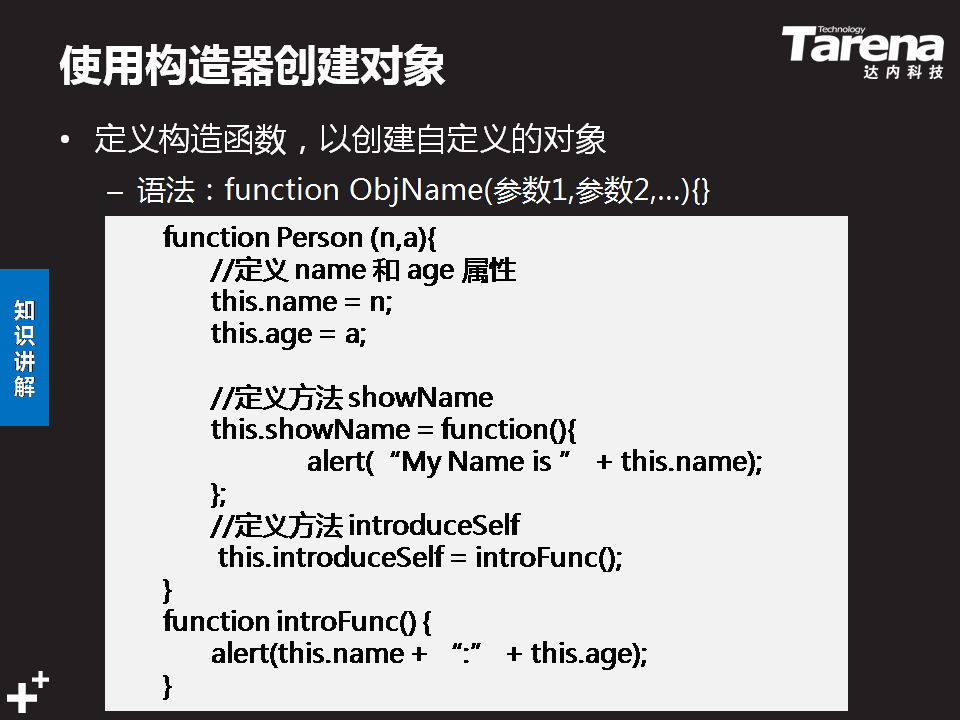 使用构造器创建对象
Technology
Tarena
达内科技
• 定义构造函数，以创建自定义的对象
– 语法：function ObjName(参数1,参数2,...){}
知识讲解
function Person (n,a){
//定义 name 和 age 属性
this.name = n;
this.age = a;
//定义方法 showName
this.showName = function(){
alert( “My Name is ” + this.name);
};
//定义方法 introduceSelf
this.introduceSelf = introFunc();
}
function introFunc() {
alert(this.name + “:” + this.age);
}